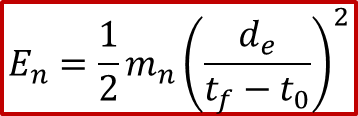 E_n = \frac{1}{2} m_n \left( \frac{d_e}{t_f - t_0} \right)^2